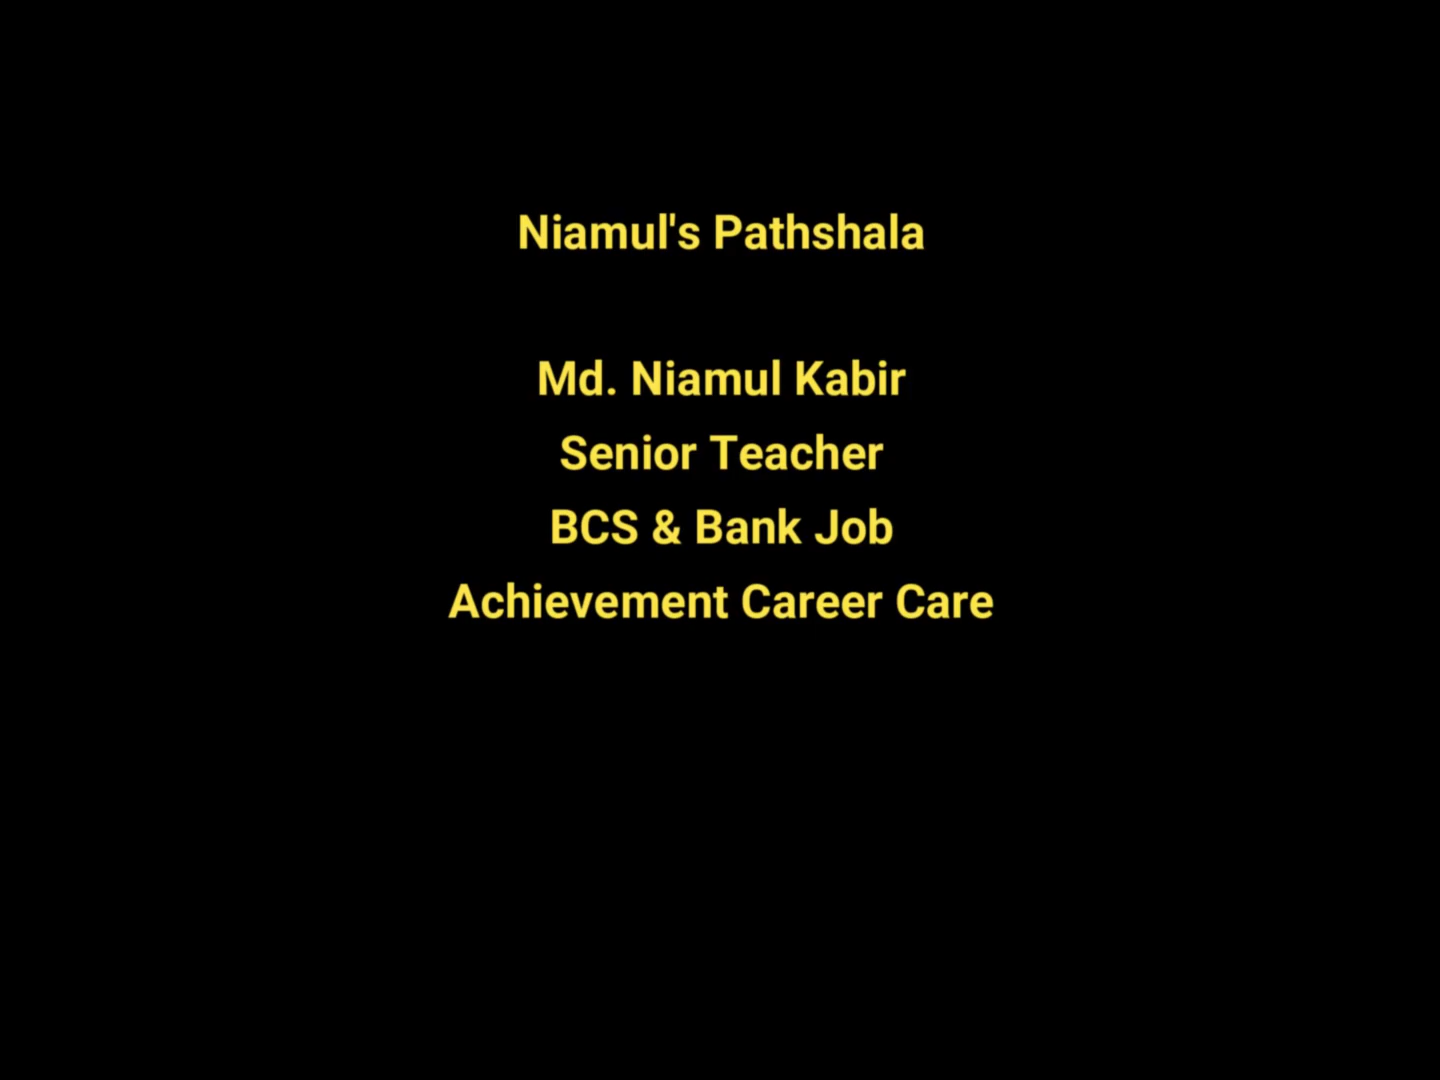 Niamul's Pathshala
Md. Niamul Kabir
Senior Teacher
BCS & Bank Job
Achievement Career Care